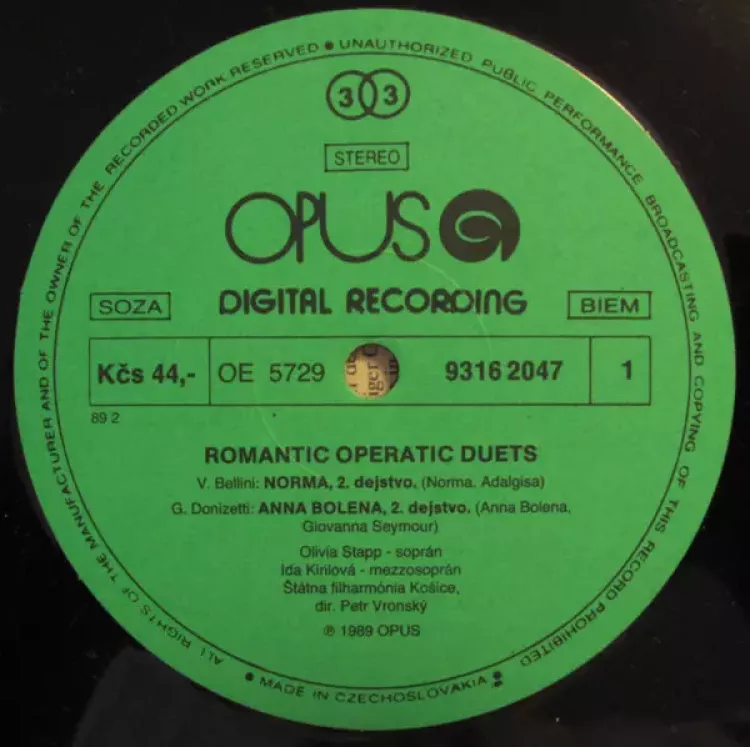 ALL RIGHTS OF THE MANUFACTURER AND OF THE OWNER OF THE RECORDED WORK RESERVED ● UNAUTHORIZED PUBLIC PERFORMANCE BROADCASTING AND COPYING OF THIS RECORD PROHIBITED
33
STEREO
OPUS
DIGITAL RECORDING
SOZA
BIEM
Kčs 44,-
OE 5729
9316 2047
1
89 2
ROMANTIC OPERATIC DUETS
V. Bellini: NORMA, 2. dejstvo. (Norma. Adalgisa)
G. Donizetti: ANNA BOLENA, 2. dejstvo. (Anna Bolena,
Giovanna Seymour)
Olivia Stapp - soprán
Ida Kirilová - mezzosoprán
Štátna filharmónia Košice,
dir. Petr Vronský
℗ 1989 OPUS
● MADE IN CZECHOSLOVAKIA ●